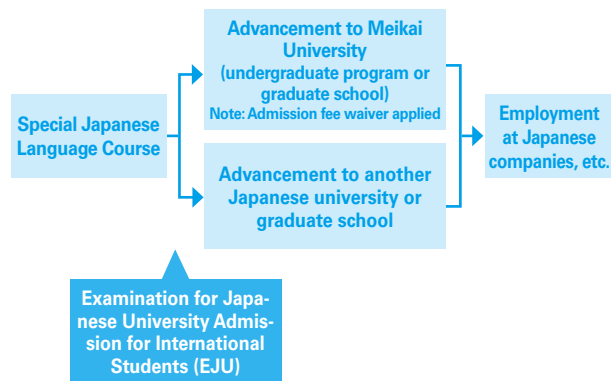 Special Japanese
Language Course
Advancement to Meikai
University
(undergraduate program or
graduate school)
Note: Admission fee waiver applied
Advancement to another
Japanese university or
graduate school
Employment
at Japanese
companies, etc.
Examination for Japa-
nese University Admis-
sion for International
Students (EJU)